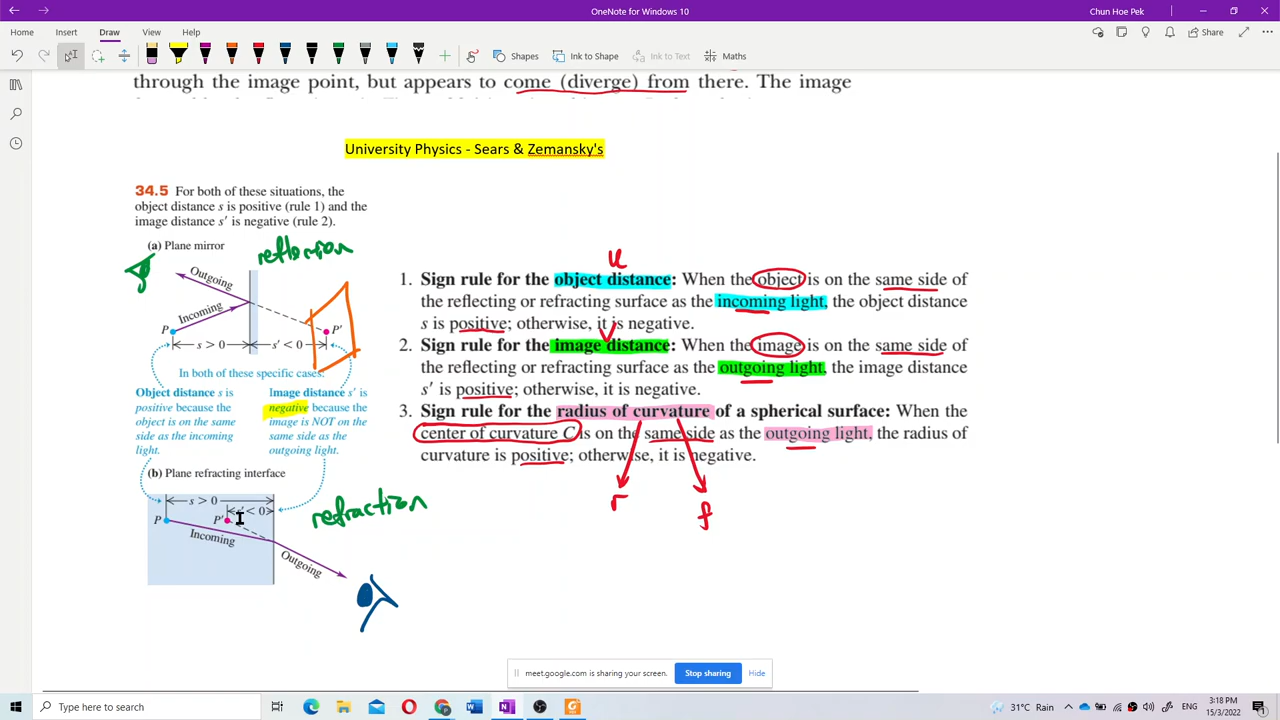 OneNote for Windows 10
Chun Hoe Pek
Home Insert Draw View Help
Share
Shapes Ink to Shape Ink to Text Maths
through the image point, but appears to come (diverge) from there. The image
University Physics - Sears & Zemansky's
34.5 For both of these situations, the
object distance s is positive (rule 1) and the
image distance s′ is negative (rule 2).
(a) Plane mirror
reflection
Outgoing
Incoming
P
P′
s > 0
s′ < 0
In both of these specific cases:
Object distance s is
positive because the
object is on the same
side as the incoming
light.
Image distance s′ is
negative because the
image is NOT on the
same side as the
outgoing light.
(b) Plane refracting interface
refraction
s > 0
s′ < 0
P
P′
Incoming
Outgoing
u
1. Sign rule for the object distance: When the object is on the same side of
the reflecting or refracting surface as the incoming light, the object distance
s is positive; otherwise, it is negative.
v
2. Sign rule for the image distance: When the image is on the same side of
the reflecting or refracting surface as the outgoing light, the image distance
s′ is positive; otherwise, it is negative.
3. Sign rule for the radius of curvature of a spherical surface: When the
center of curvature C is on the same side as the outgoing light, the radius of
curvature is positive; otherwise, it is negative.
r
f
meet.google.com is sharing your screen. Stop sharing Hide
Type here to search
31°C Rain
3:18 PM
15/3/2022